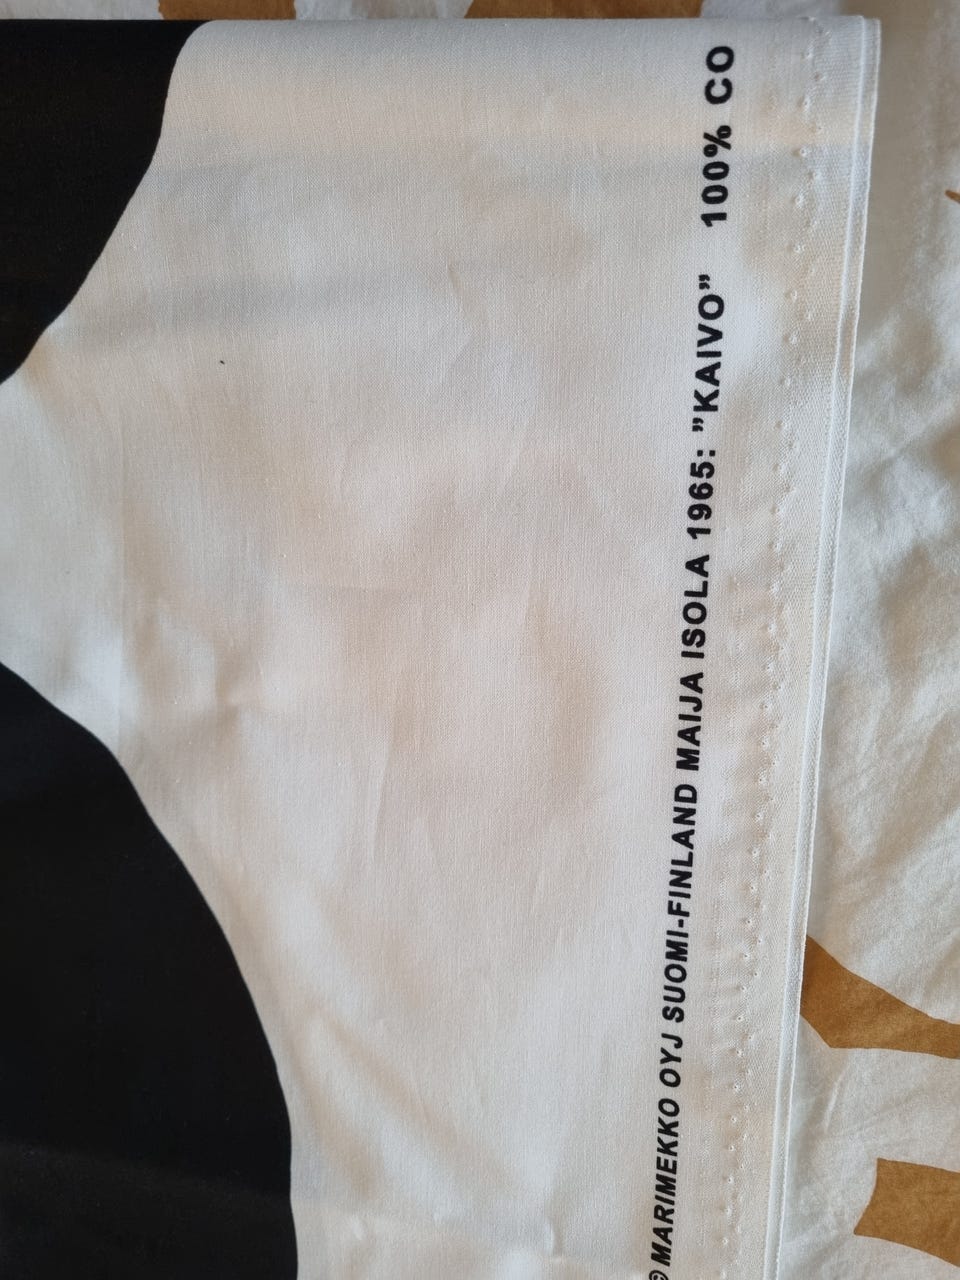 © MARIMEKKO OYJ SUOMI-FINLAND MAIJA ISOLA 1965: ”KAIVO” 100% CO